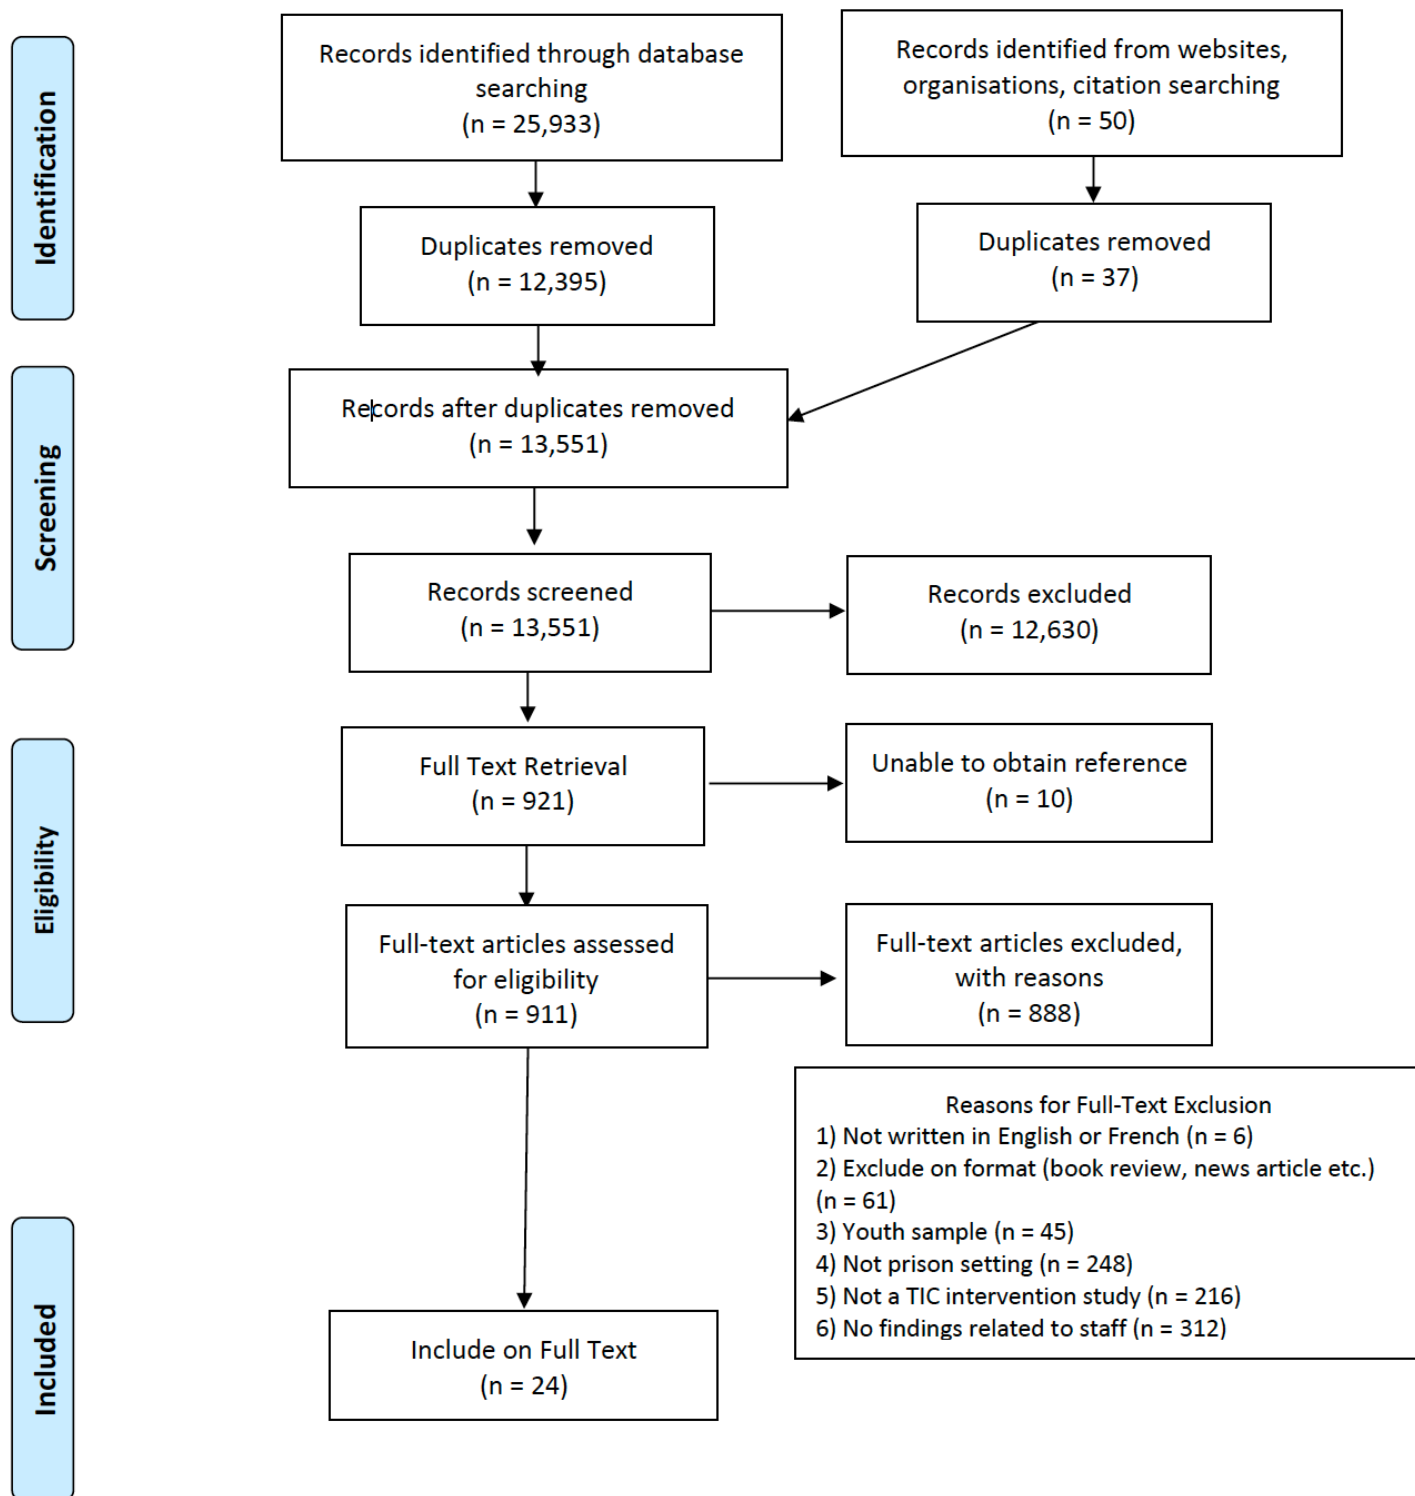 Identification
Records identified through database
searching
(n = 25,933)
Records identified from websites,
organisations, citation searching
(n = 50)
Duplicates removed
(n = 12,395)
Duplicates removed
(n = 37)
Screening
Records after duplicates removed
(n = 13,551)
Records screened
(n = 13,551)
Records excluded
(n = 12,630)
Eligibility
Full Text Retrieval
(n = 921)
Unable to obtain reference
(n = 10)
Full-text articles assessed
for eligibility
(n = 911)
Full-text articles excluded,
with reasons
(n = 888)
Reasons for Full-Text Exclusion
1) Not written in English or French (n = 6)
2) Exclude on format (book review, news article etc.)
(n = 61)
3) Youth sample (n = 45)
4) Not prison setting (n = 248)
5) Not a TIC intervention study (n = 216)
6) No findings related to staff (n = 312)
Included
Include on Full Text
(n = 24)